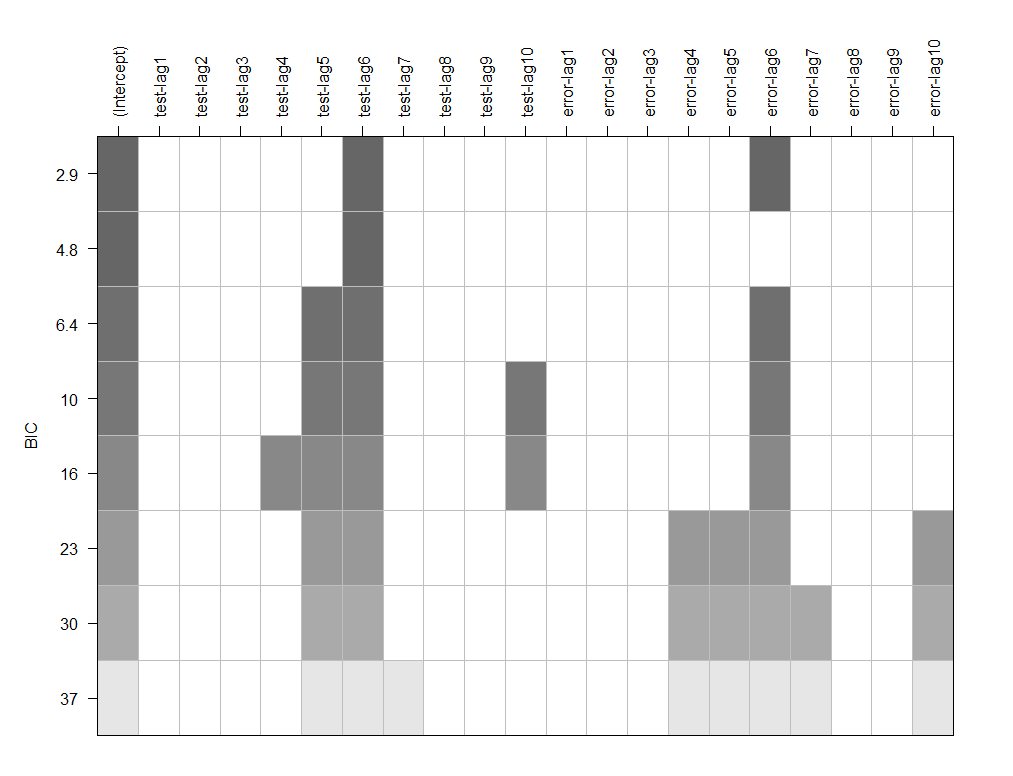 (Intercept)
test-lag1
test-lag2
test-lag3
test-lag4
test-lag5
test-lag6
test-lag7
test-lag8
test-lag9
test-lag10
error-lag1
error-lag2
error-lag3
error-lag4
error-lag5
error-lag6
error-lag7
error-lag8
error-lag9
error-lag10
2.9
4.8
6.4
10
16
23
30
37
BIC